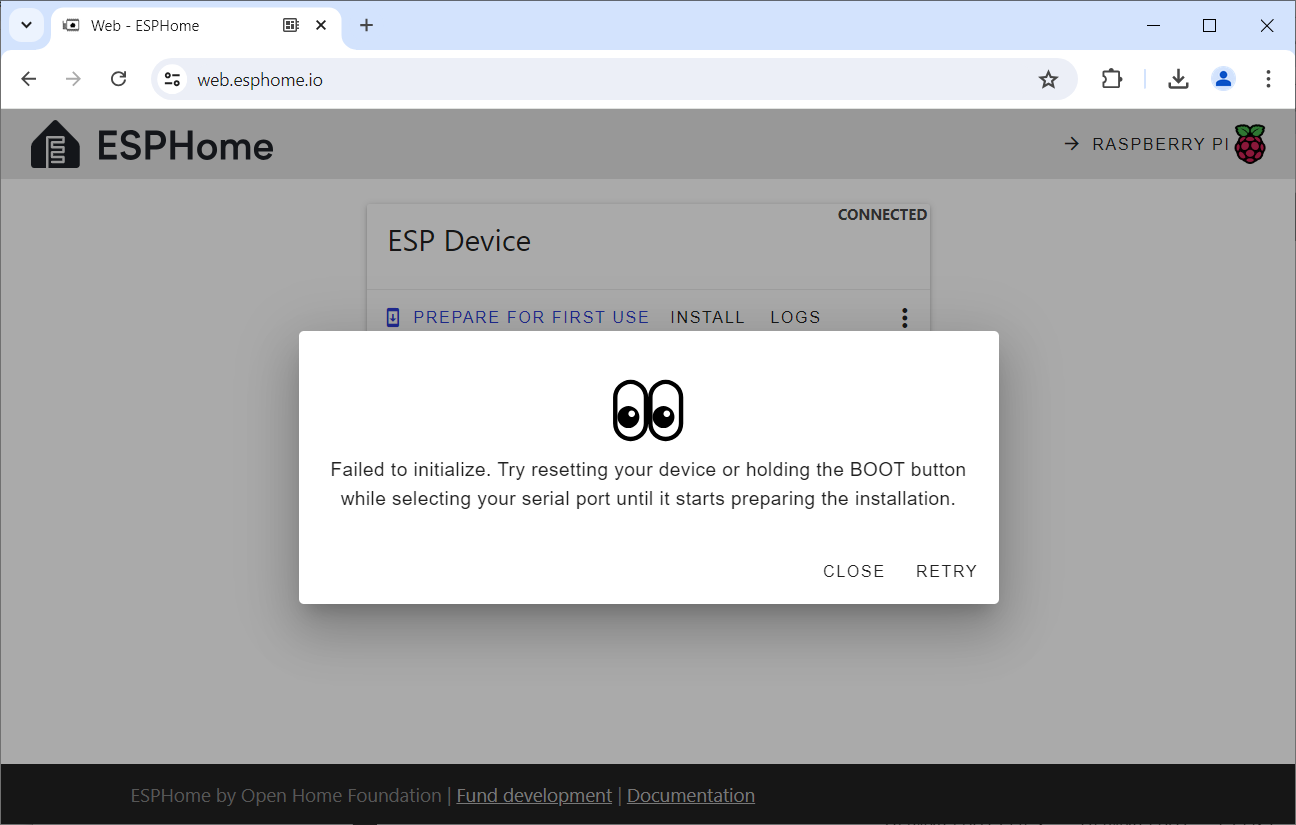 Web - ESPHome
web.esphome.io
ESPHome
RASPBERRY PI
CONNECTED
ESP Device
PREPARE FOR FIRST USE INSTALL LOGS
Failed to initialize. Try resetting your device or holding the BOOT button
while selecting your serial port until it starts preparing the installation.
CLOSE RETRY
ESPHome by Open Home Foundation | Fund development | Documentation